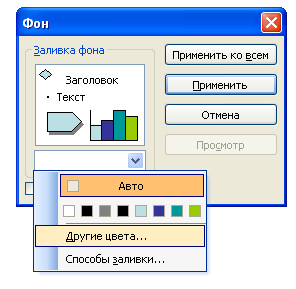 Фон
Заливка фона
Заголовок
• Текст
Применить ко всем
Применить
Отмена
Просмотр
Авто
Другие цвета...
Способы заливки...